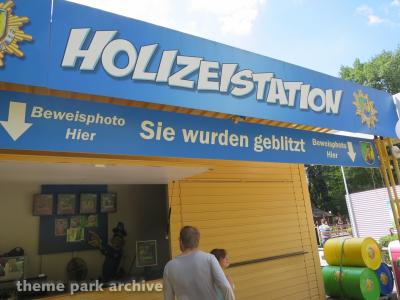 HOLIZEISTATION
Beweisphoto
Hier
Sie wurden geblitzt
Beweisphoto
Hier
theme park archive